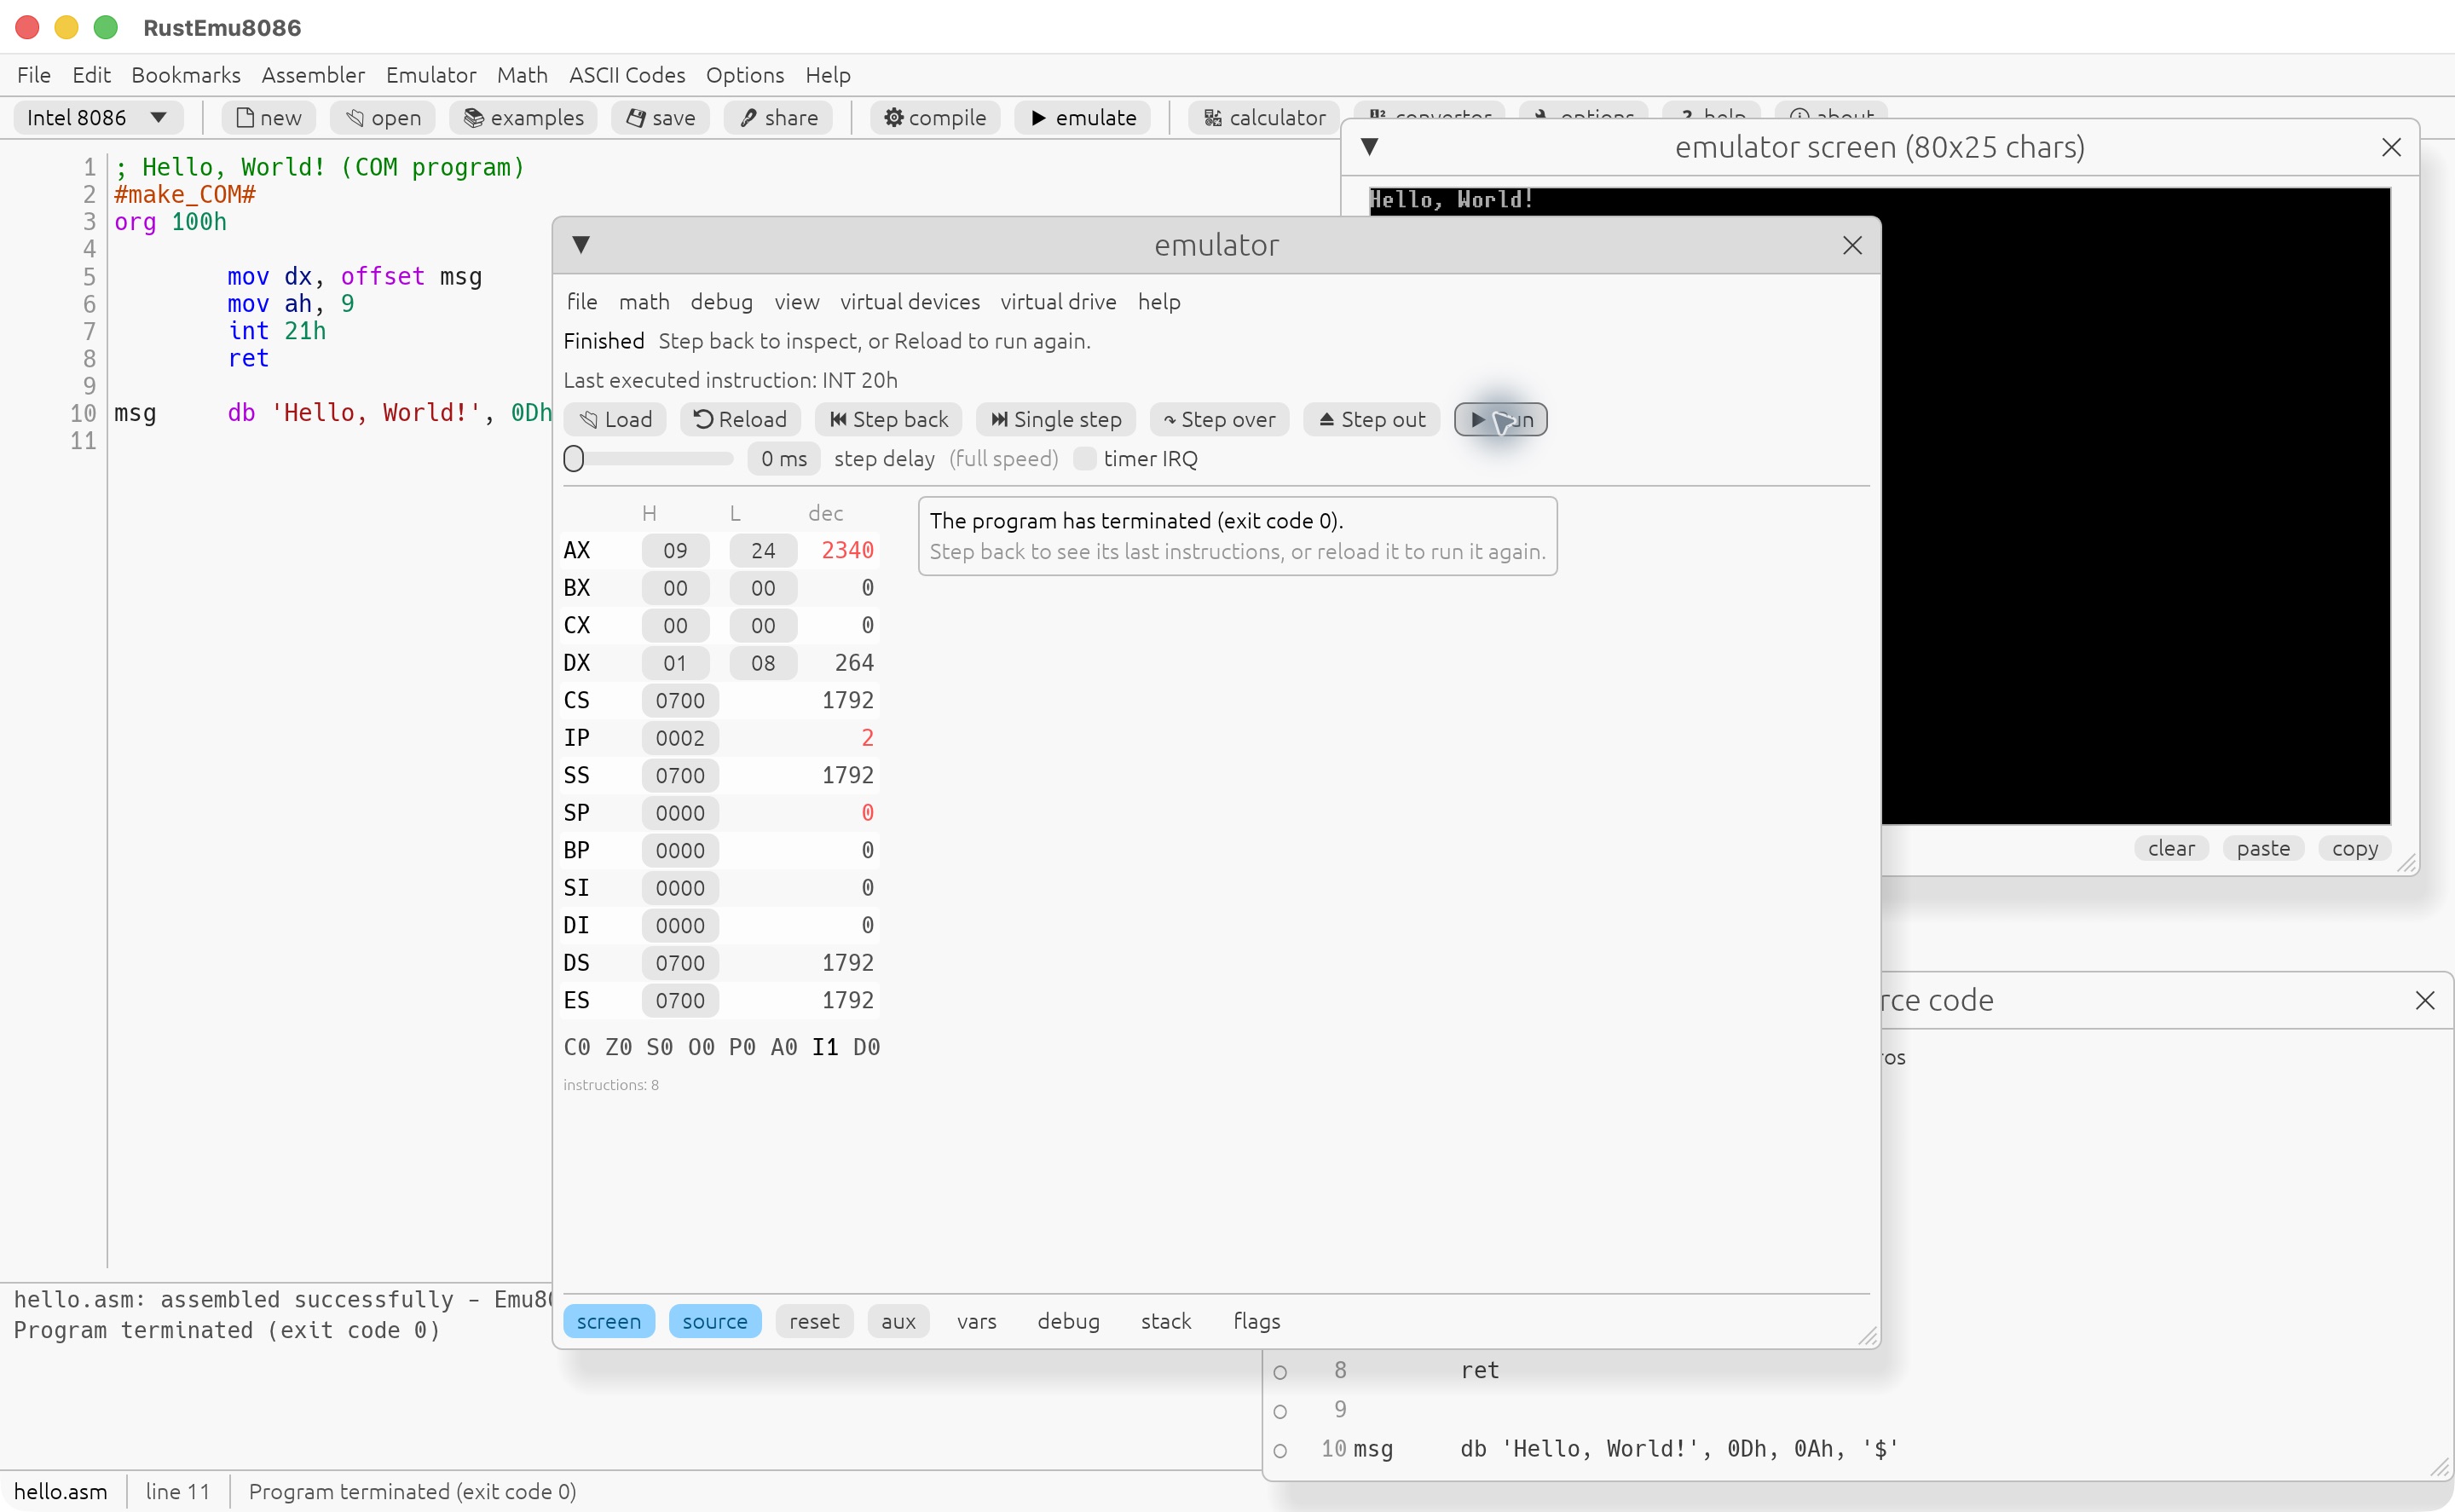 RustEmu8086
File Edit Bookmarks Assembler Emulator Math ASCII Codes Options Help
Intel 8086 new open examples save share compile emulate calculator convertor options help about
1 ; Hello, World! (COM program)
2 #make_COM#
3 org 100h
4
5 mov dx, offset msg
6 mov ah, 9
7 int 21h
8 ret
9
10 msg db 'Hello, World!', 0Dh
11
emulator screen (80x25 chars)
Hello, World!
clear paste copy
emulator
file math debug view virtual devices virtual drive help
Finished Step back to inspect, or Reload to run again.
Last executed instruction: INT 20h
Load Reload Step back Single step Step over Step out
0 ms step delay (full speed) timer IRQ
H L dec
AX 09 24 2340
BX 00 00 0
CX 00 00 0
DX 01 08 264
CS 0700 1792
IP 0002 2
SS 0700 1792
SP 0000 0
BP 0000 0
SI 0000 0
DI 0000 0
DS 0700 1792
ES 0700 1792
C0 Z0 S0 O0 P0 A0 I1 D0
instructions: 8
The program has terminated (exit code 0).
Step back to see its last instructions, or reload it to run it again.
screen source reset aux vars debug stack flags
code
8 ret
9
10 msg db 'Hello, World!', 0Dh, 0Ah, '$'
hello.asm: assembled successfully -
Program terminated (exit code 0)
hello.asm line 11 Program terminated (exit code 0)